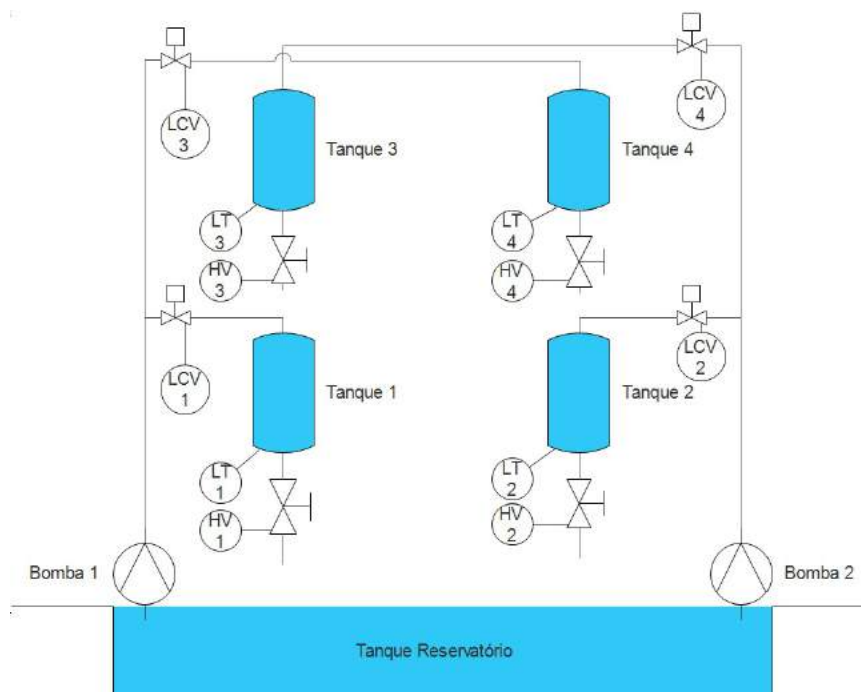 LCV
3
LCV
4
Tanque 3
Tanque 4
LT
3
LT
4
HV
3
HV
4
LCV
1
LCV
2
Tanque 1
Tanque 2
LT
1
LT
2
HV
1
HV
2
Bomba 1
Bomba 2
Tanque Reservatório